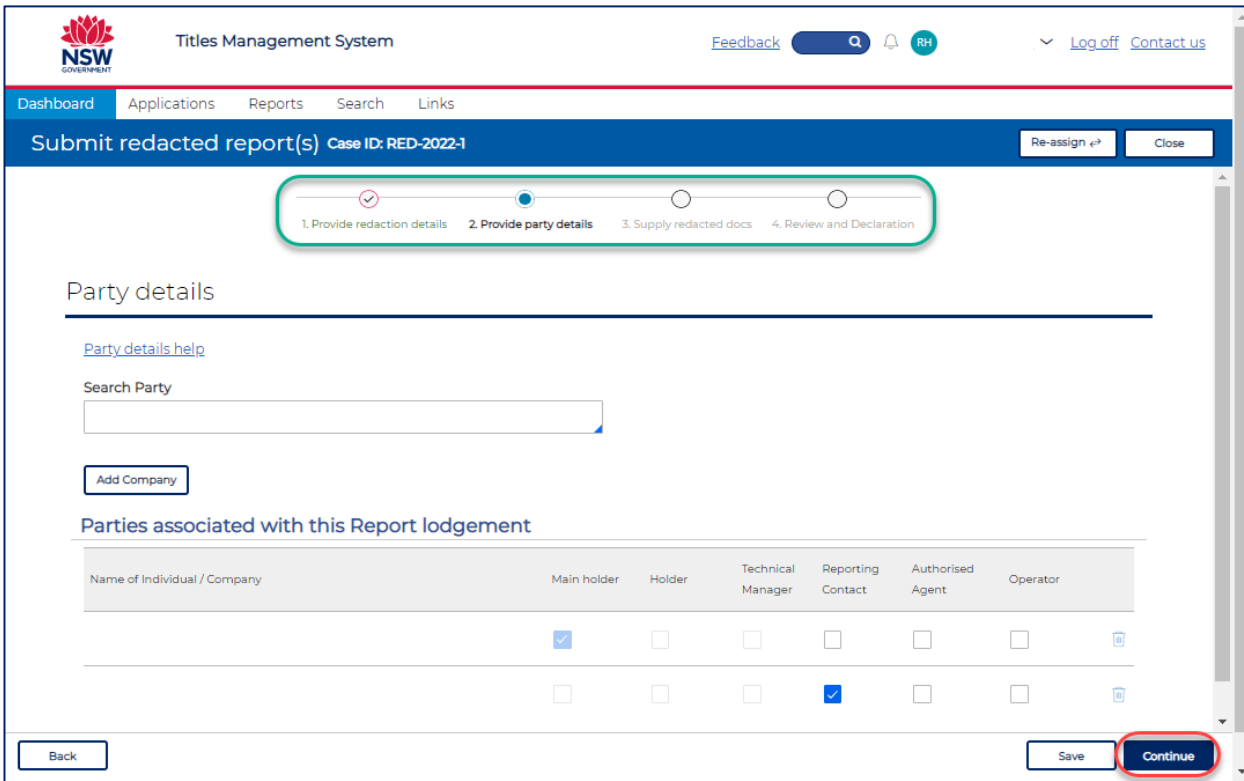 NSW
GOVERNMENT
Titles Management System
Feedback
RH
Log off Contact us
Dashboard Applications Reports Search Links
Submit redacted report(s) Case ID: RED-2022-1
Re-assign
Close
1. Provide redaction details 2. Provide party details 3. Supply redacted docs 4. Review and Declaration
Party details
Party details help
Search Party
Add Company
Parties associated with this Report lodgement
Name of Individual / Company Main holder Holder Technical Manager Reporting Contact Authorised Agent Operator
Back
Save
Continue